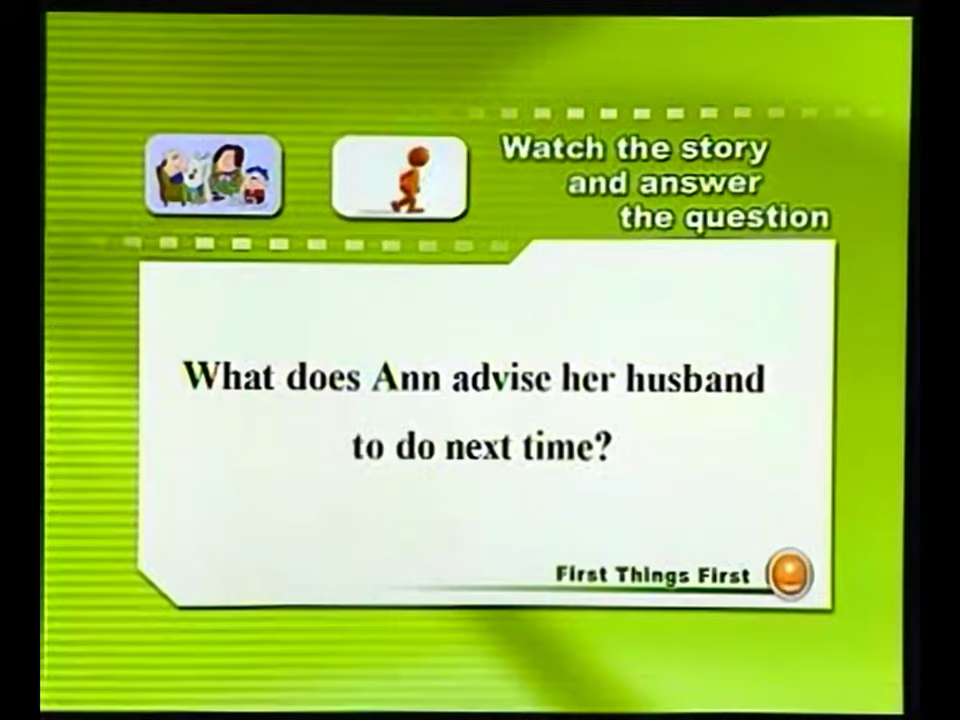 Watch the story
and answer
the question
What does Ann advise her husband
to do next time?
First Things First